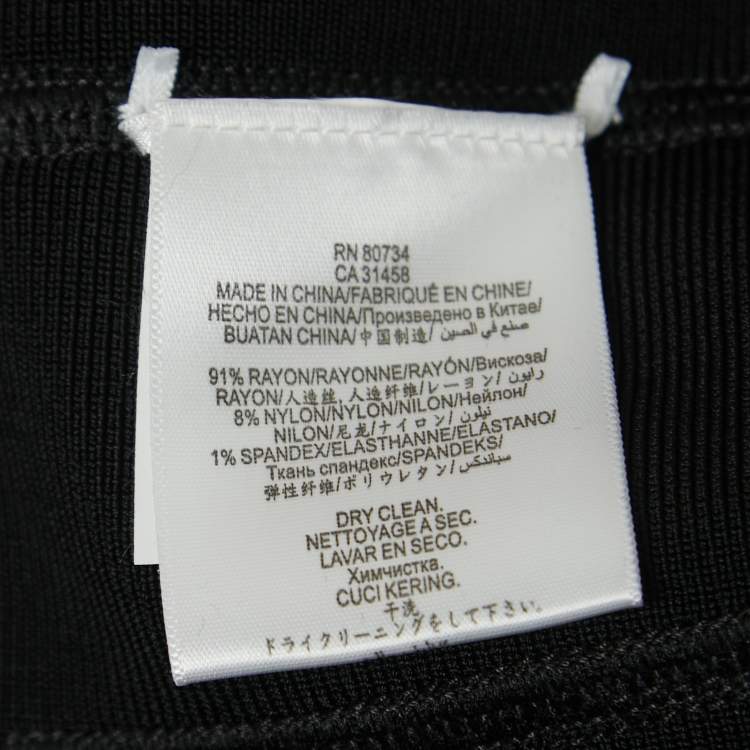 RN 80734
CA 31458
MADE IN CHINA/FABRIQUÉ EN CHINE/
HECHO EN CHINA/Произведено в Китае/
BUATAN CHINA/中国制造/صنع في الصين/
91% RAYON/RAYONNE/RAYÓN/Вискоза/
RAYON/人造丝, 人造纤维/レーヨン/رايون/
8% NYLON/NYLON/NILON/Нейлон/
NILON/尼龙/ナイロン/نيلون/
1% SPANDEX/ELASTHANNE/ELASTANO/
Ткань спандекс/SPANDEKS/
弹性纤维/ポリウレタン/سباندكس
DRY CLEAN.
NETTOYAGE A SEC.
LAVAR EN SECO.
Химчистка.
CUCI KERING.
干洗
ドライクリーニングをして下さい。